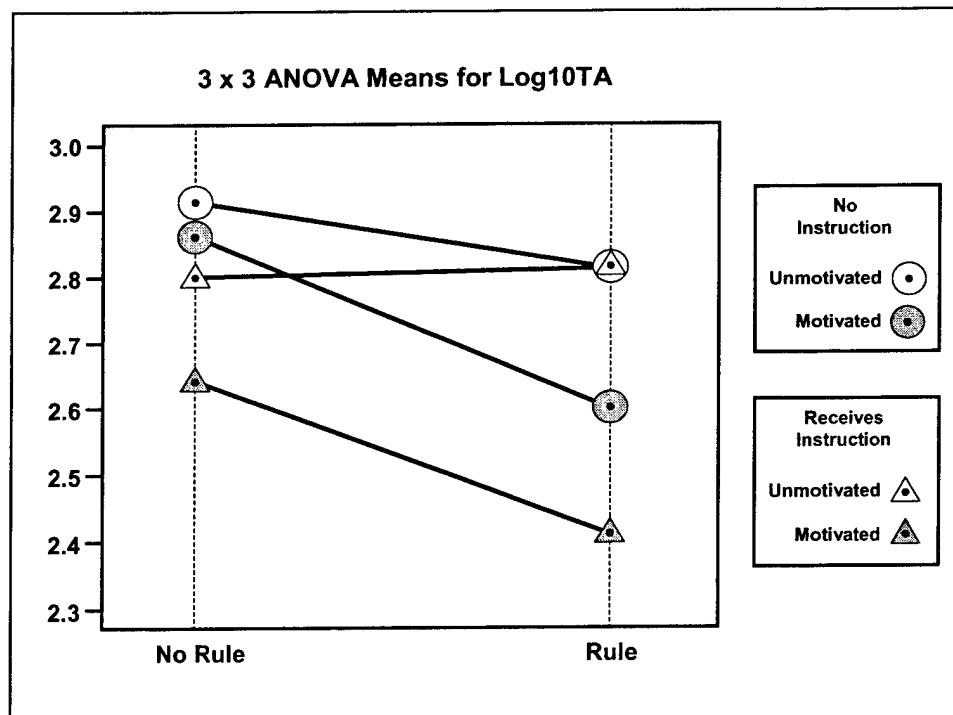 3 x 3 ANOVA Means for Log10TA
3.0
2.9
2.8
2.7
2.6
2.5
2.4
2.3
No Rule
Rule
No
Instruction
Unmotivated
Motivated
Receives
Instruction
Unmotivated
Motivated